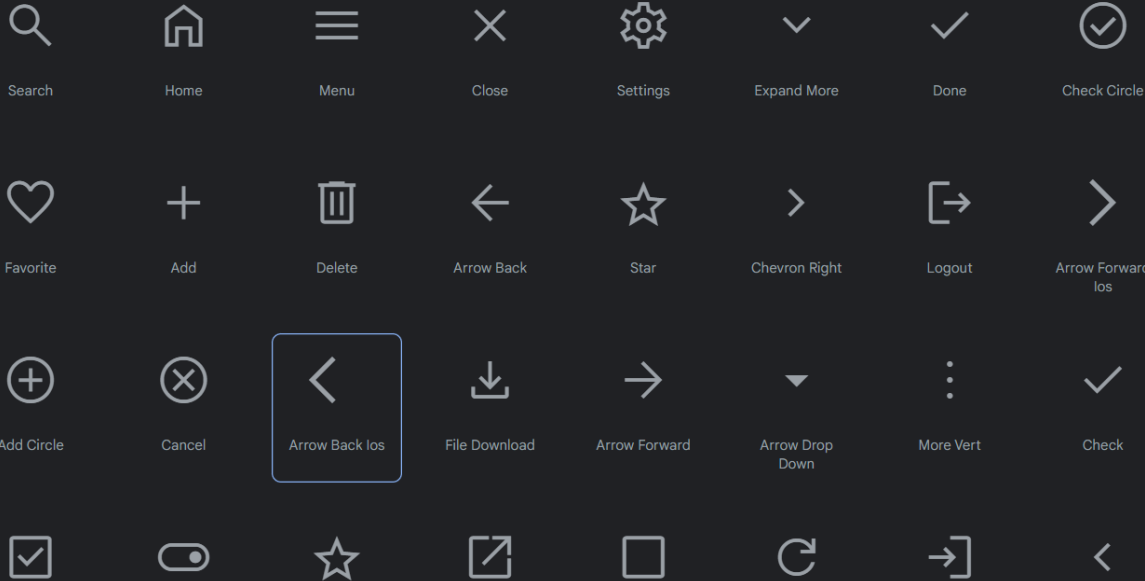 Search
Home
Menu
Close
Settings
Expand More
Done
Check Circle
Favorite
Add
Delete
Arrow Back
Star
Chevron Right
Logout
Arrow Forward
Ios
Add Circle
Cancel
Arrow Back Ios
File Download
Arrow Forward
Arrow Drop
Down
More Vert
Check